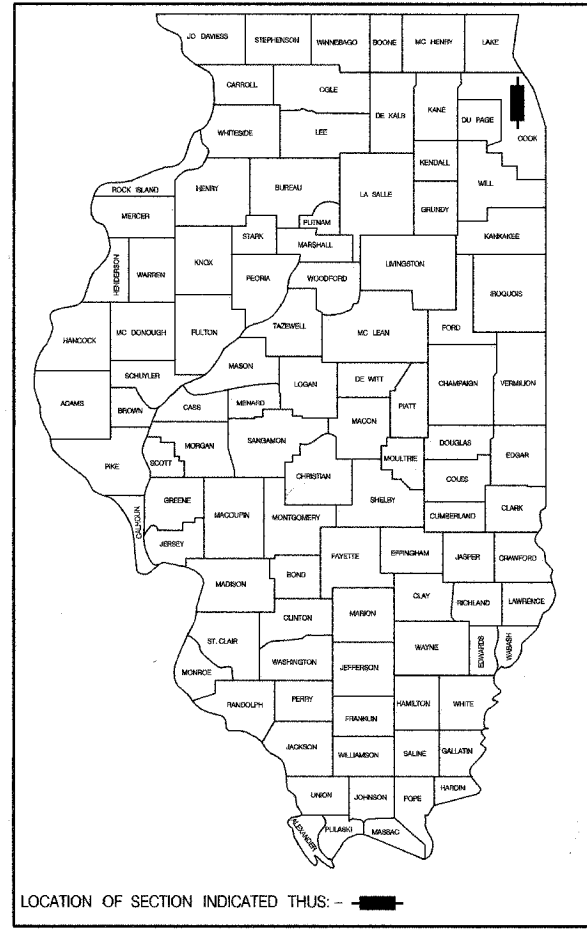 JO DAVIESS STEPHENSON WINNEBAGO BOONE MC HENRY LAKE
CARROLL OGLE DE KALB KANE DU PAGE COOK
WHITESIDE LEE
KENDALL WILL
ROCK ISLAND HENRY BUREAU LA SALLE GRUNDY
MERCER PUTNAM
STARK MARSHALL KANKAKEE
HENDERSON WARREN KNOX PEORIA WOODFORD LIVINGSTON IROQUOIS
HANCOCK MC DONOUGH FULTON TAZEWELL MC LEAN FORD
MASON
SCHUYLER LOGAN DE WITT CHAMPAIGN VERMILION
ADAMS BROWN CASS MENARD PIATT
MACON
MORGAN SANGAMON DOUGLAS
PIKE SCOTT MOULTRIE EDGAR
CHRISTIAN COLES
GREENE SHELBY
CALHOUN MACOUPIN MONTGOMERY CUMBERLAND CLARK
JERSEY
FAYETTE EFFINGHAM JASPER CRAWFORD
MADISON BOND
CLAY RICHLAND LAWRENCE
CLINTON MARION
ST. CLAIR WAYNE EDWARDS WABASH
WASHINGTON JEFFERSON
MONROE
RANDOLPH PERRY HAMILTON WHITE
FRANKLIN
JACKSON WILLIAMSON SALINE GALLATIN
UNION JOHNSON POPE HARDIN
ALEXANDER PULASKI MASSAC
LOCATION OF SECTION INDICATED THUS: -